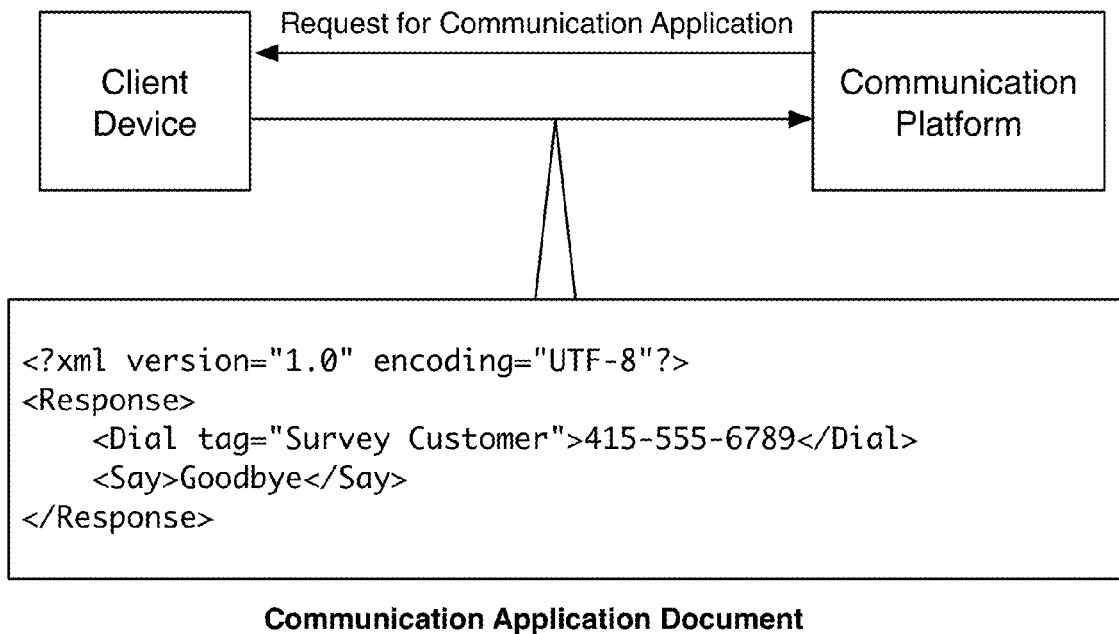 Request for Communication Application
Client
Device
Communication
Platform
<?xml version="1.0" encoding="UTF-8"?>
<Response>
    <Dial tag="Survey Customer">415-555-6789</Dial>
    <Say>Goodbye</Say>
</Response>
Communication Application Document